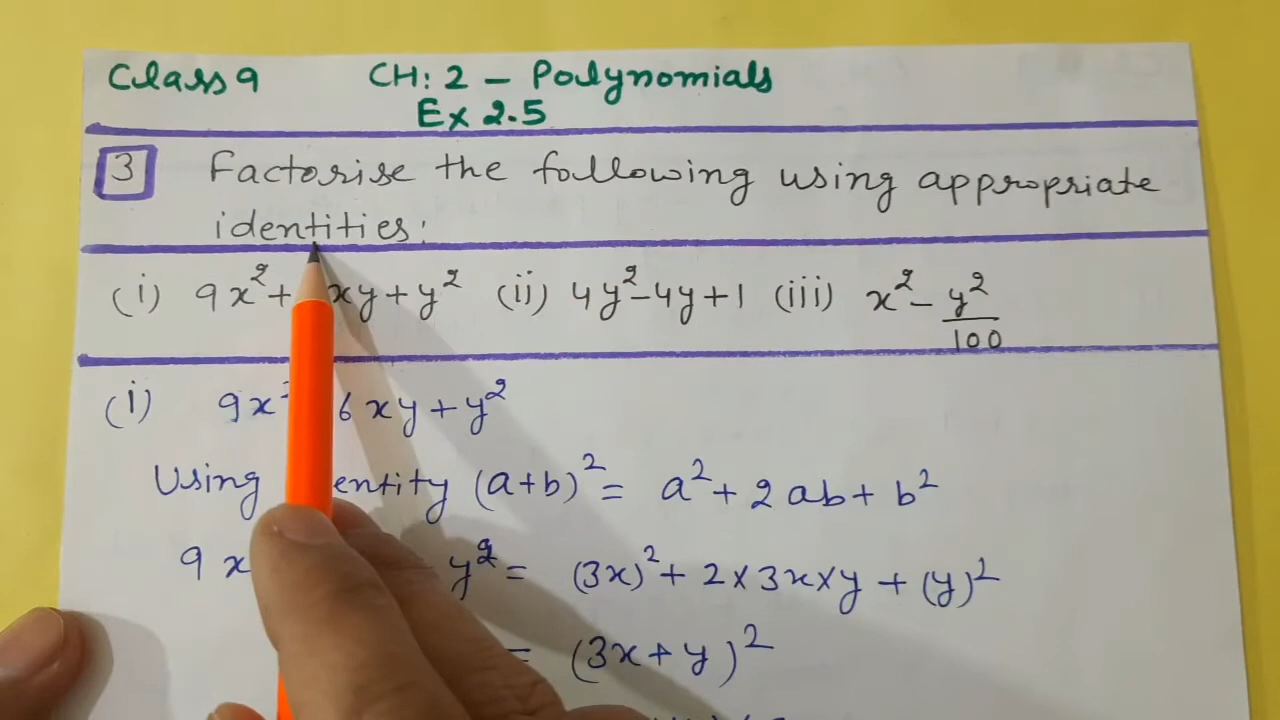 Class 9 CH: 2 - Polynomials
Ex 2.5
3 Factorise the following using appropriate
identities:
(i) 9x²+ xy+y² (ii) 4y²-4y+1 (iii) x² - y²/100
(i) 9x² 6xy+y²
Using (a+b)² = a²+2ab+b²
9x y² = (3x)²+2×3x×y+(y)²
= (3x+y)²